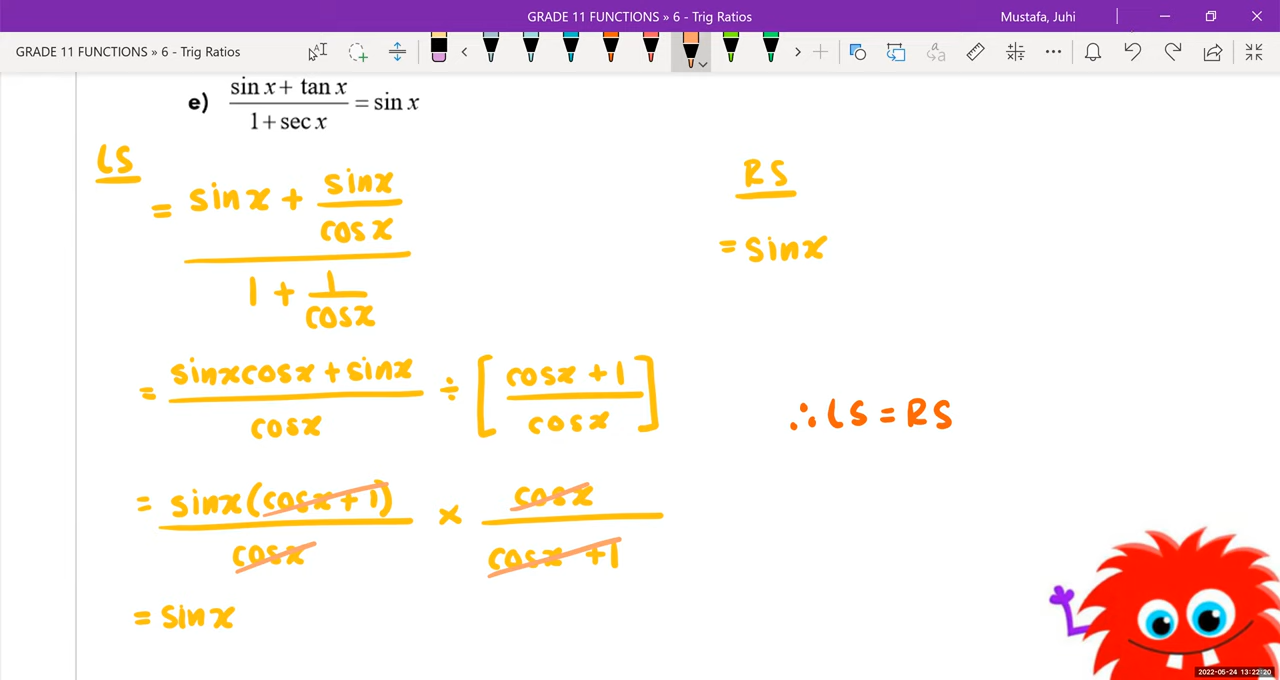 GRADE 11 FUNCTIONS » 6 - Trig Ratios
Mustafa, Juhi
GRADE 11 FUNCTIONS » 6 - Trig Ratios
e) (sin x + tan x)/(1 + sec x) = sin x
LS
= (sinx + sinx/cosx)/(1 + 1/cosx)
= (sinxcosx + sinx)/cosx ÷ [(cosx + 1)/cosx]
= sinx(cosx + 1)/cosx × cosx/(cosx + 1)
= sinx
RS
= sinx
∴ LS = RS
2022-05-24 13:22:20